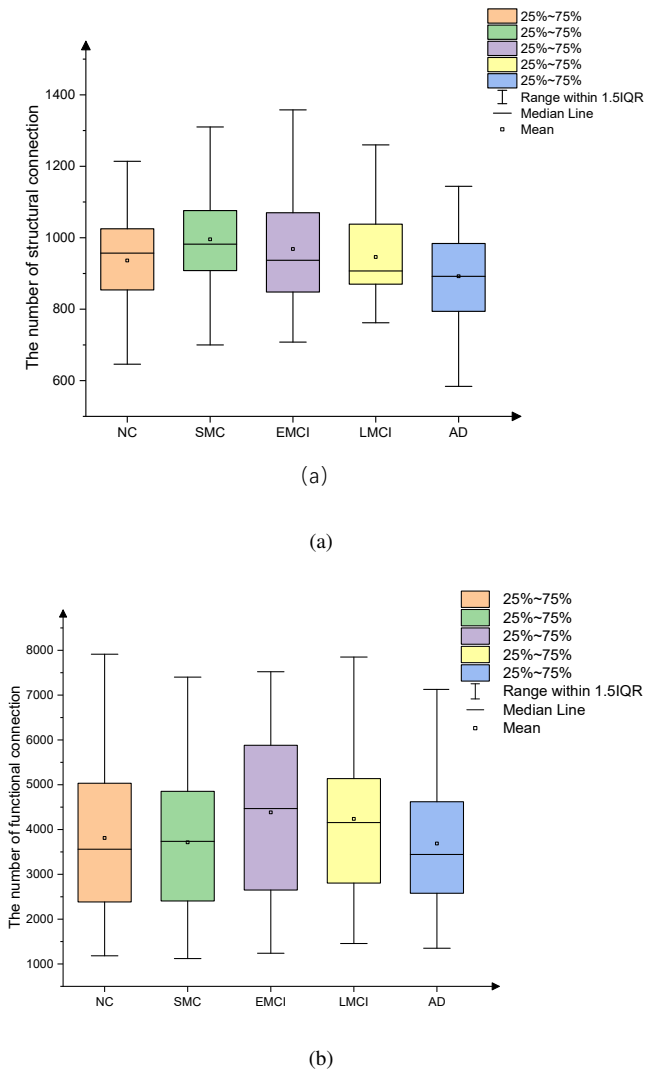 25%~75%
25%~75%
25%~75%
25%~75%
25%~75%
Range within 1.5IQR
Median Line
Mean
The number of structural connection
1400
1200
1000
800
600
NC SMC EMCI LMCI AD
（a）
(a)
25%~75%
25%~75%
25%~75%
25%~75%
25%~75%
Range within 1.5IQR
Median Line
Mean
The number of functional connection
8000
7000
6000
5000
4000
3000
2000
1000
NC SMC EMCI LMCI AD
(b)